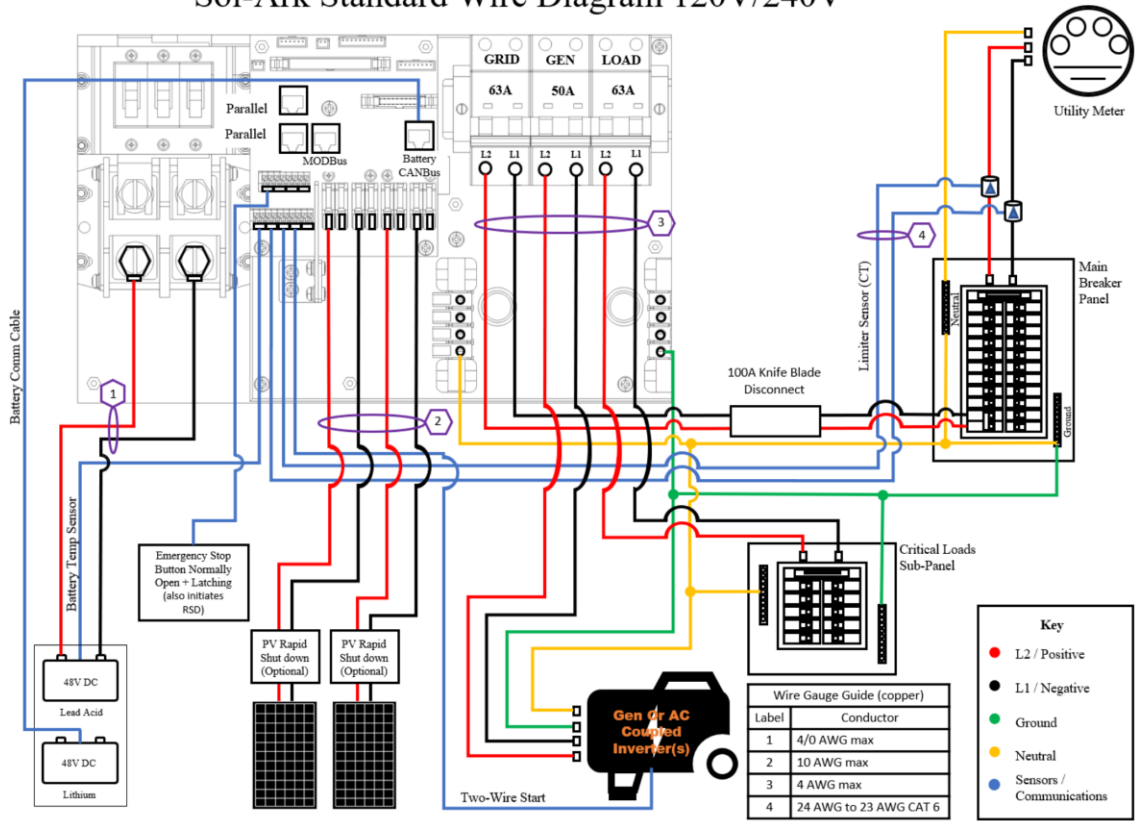 Sol-Ark Standard Wire Diagram 120V/240V
GRID GEN LOAD
63A 50A 63A
L2 L1 L2 L1 L2 L1
Parallel
Parallel
MODBus
Battery
CANBus
Utility Meter
3
4
Main
Breaker
Panel
Neutral
Ground
Limiter Sensor (CT)
100A Knife Blade
Disconnect
Battery Comm Cable
1
2
Battery Temp Sensor
Emergency Stop
Button Normally
Open + Latching
(also initiates
RSD)
Critical Loads
Sub-Panel
PV Rapid
Shut down
(Optional)
PV Rapid
Shut down
(Optional)
48V DC
Lead Acid
48V DC
Lithium
Gen Or AC
Coupled
Inverter(s)
Two-Wire Start
Wire Gauge Guide (copper)
Label Conductor
1 4/0 AWG max
2 10 AWG max
3 4 AWG max
4 24 AWG to 23 AWG CAT 6
Key
L2 / Positive
L1 / Negative
Ground
Neutral
Sensors /
Communications